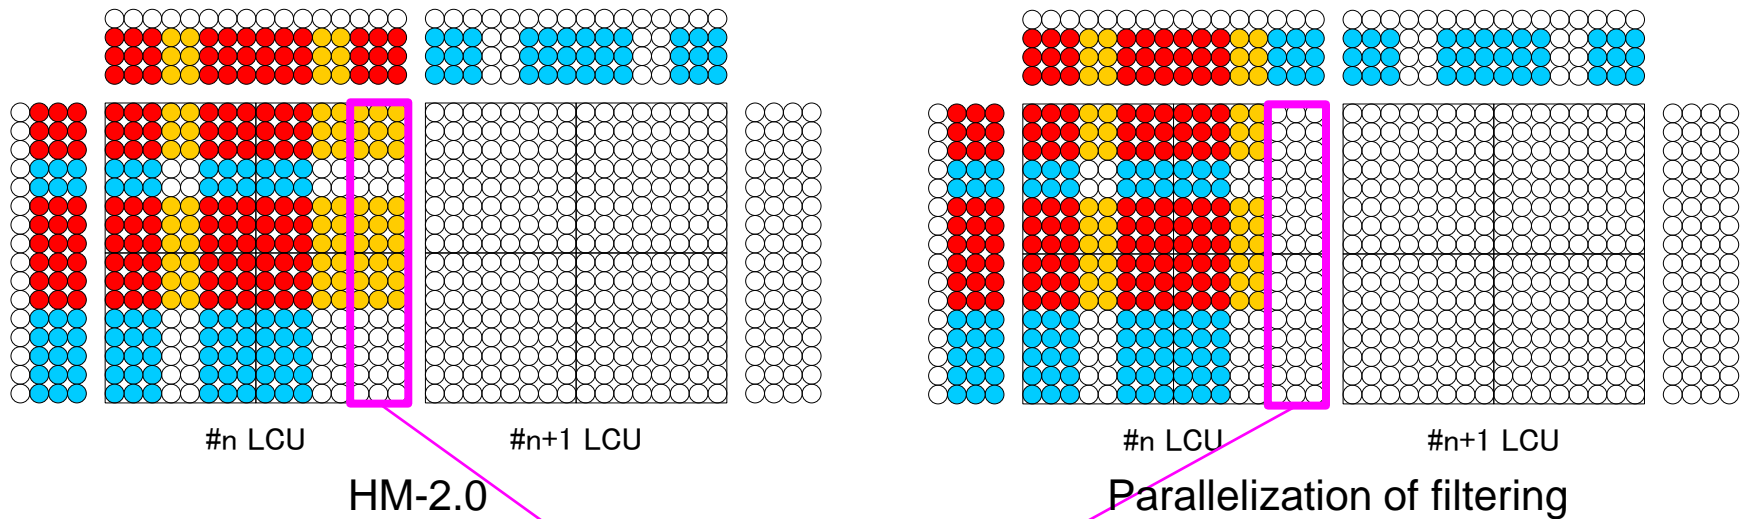 #n LCU
#n+1 LCU
HM-2.0
#n LCU
#n+1 LCU
Parallelization of filtering